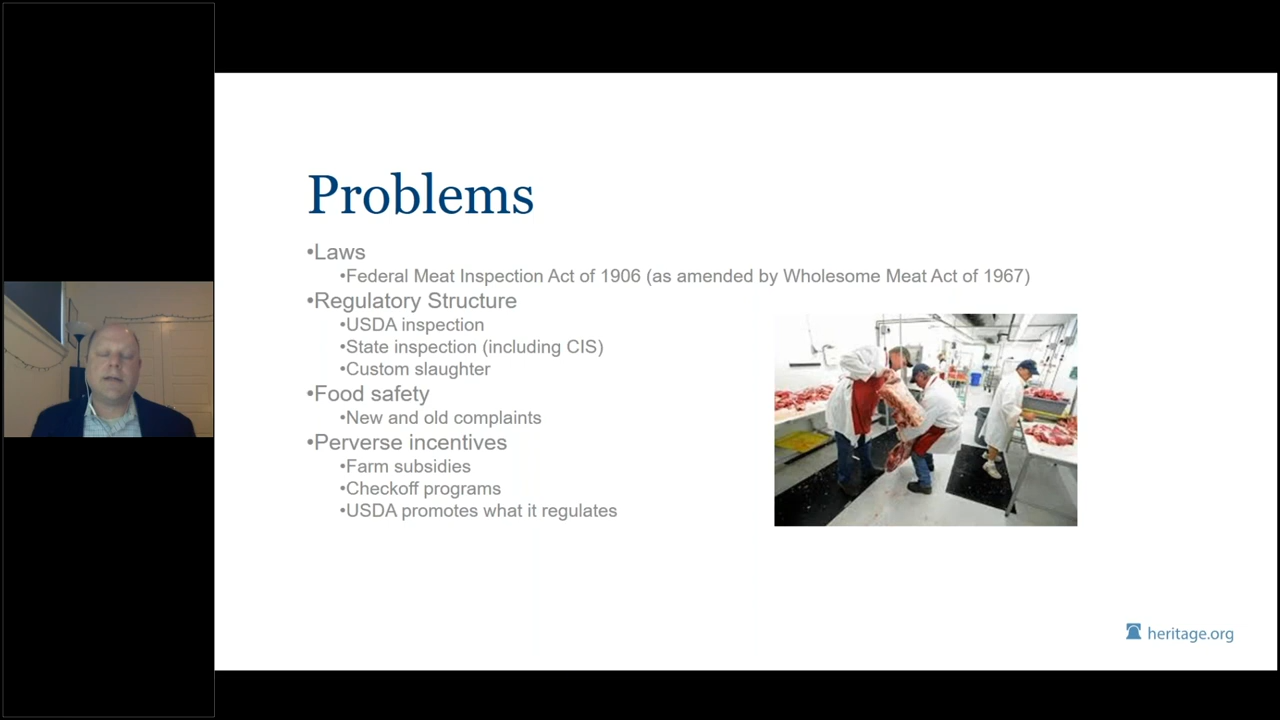 Problems
•Laws
•Federal Meat Inspection Act of 1906 (as amended by Wholesome Meat Act of 1967)
•Regulatory Structure
•USDA inspection
•State inspection (including CIS)
•Custom slaughter
•Food safety
•New and old complaints
•Perverse incentives
•Farm subsidies
•Checkoff programs
•USDA promotes what it regulates
heritage.org